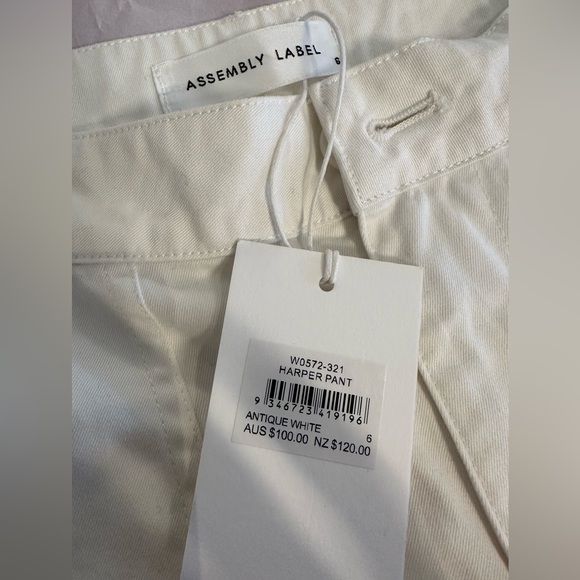 ASSEMBLY LABEL
6
W0572-321
HARPER PANT
9 346723 419196
6
ANTIQUE WHITE
AUS $100.00 NZ $120.00